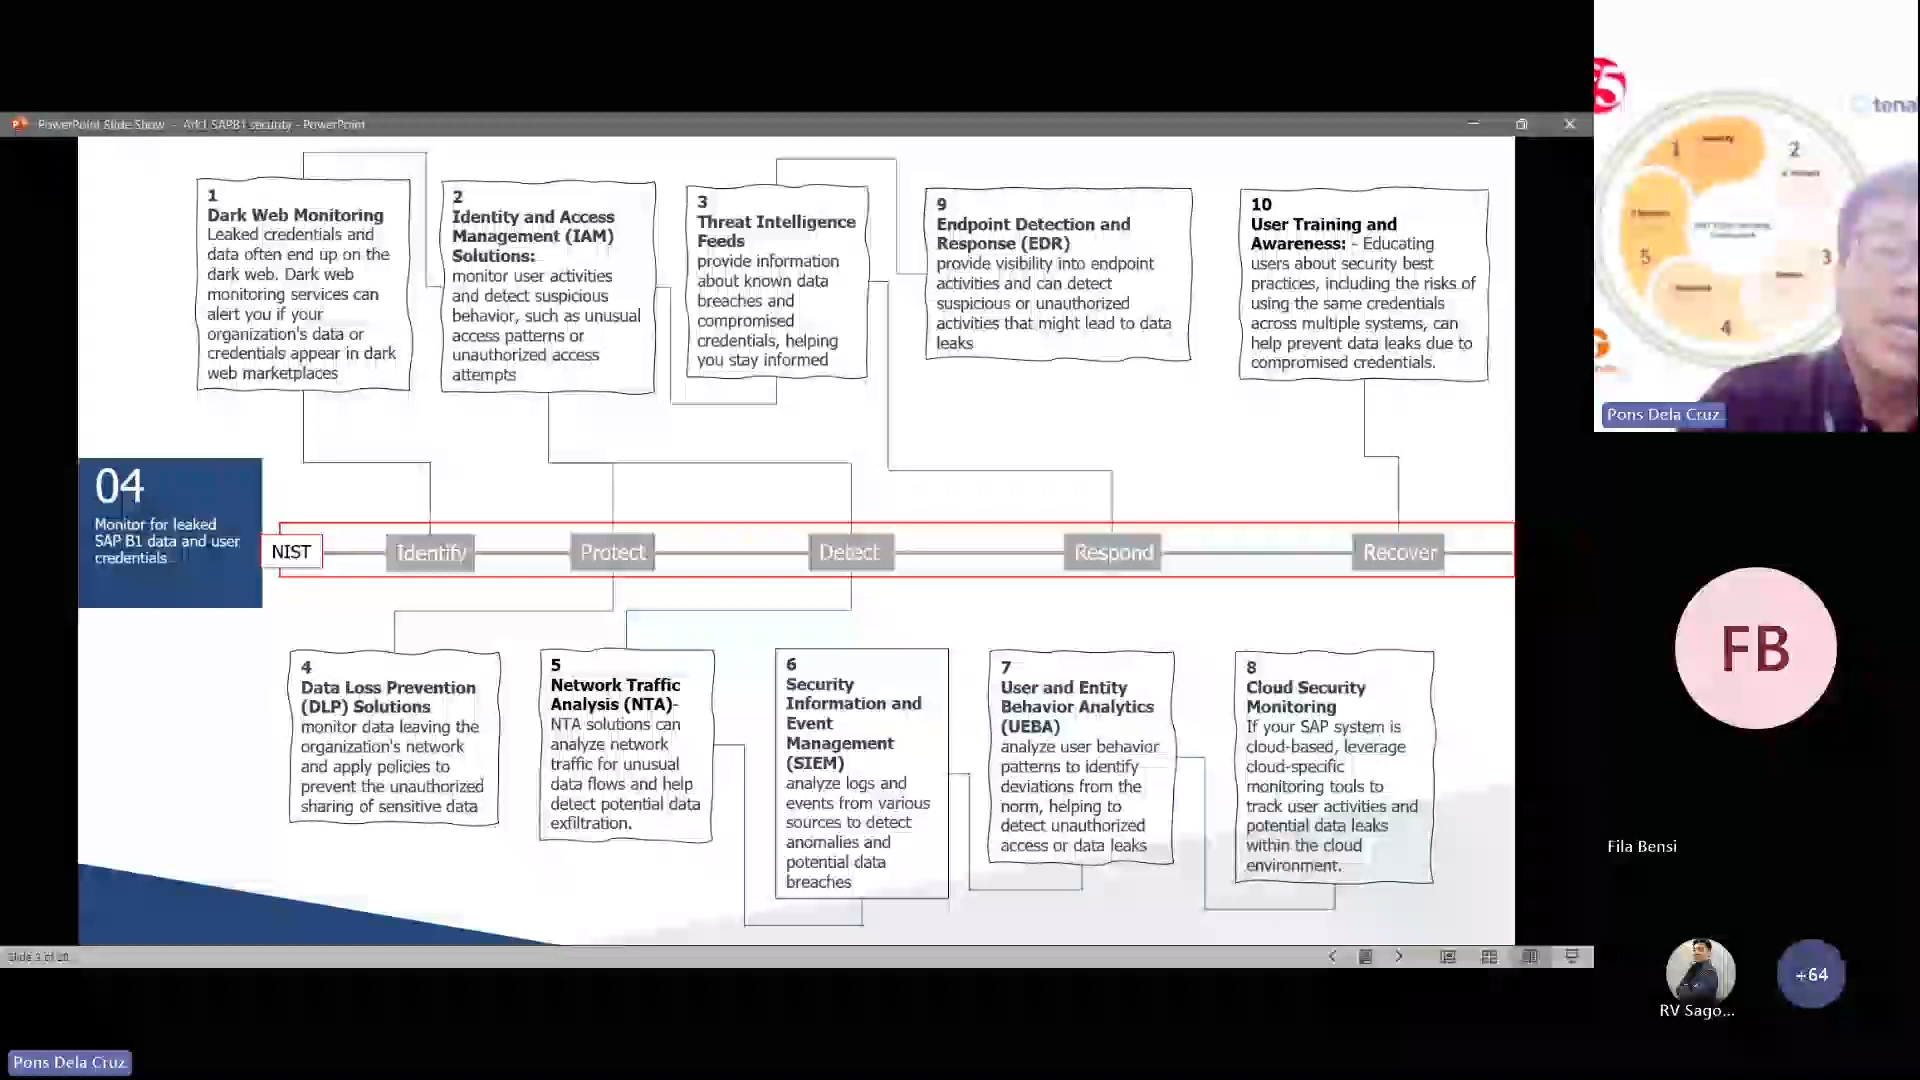 PowerPoint Slide Show - Add_SAPB1 security - PowerPoint
1
Dark Web Monitoring
Leaked credentials and
data often end up on the
dark web. Dark web
monitoring services can
alert you if your
organization's data or
credentials appear in dark
web marketplaces
2
Identity and Access
Management (IAM)
Solutions:
monitor user activities
and detect suspicious
behavior, such as unusual
access patterns or
unauthorized access
attempts
3
Threat Intelligence
Feeds
provide information
about known data
breaches and
compromised
credentials, helping
you stay informed
9
Endpoint Detection and
Response (EDR)
provide visibility into endpoint
activities and can detect
suspicious or unauthorized
activities that might lead to data
leaks
10
User Training and
Awareness: - Educating
users about security best
practices, including the risks of
using the same credentials
across multiple systems, can
help prevent data leaks due to
compromised credentials.
04
Monitor for leaked
SAP B1 data and user
credentials
NIST
Identify
Protect
Detect
Respond
Recover
4
Data Loss Prevention
(DLP) Solutions
monitor data leaving the
organization's network
and apply policies to
prevent the unauthorized
sharing of sensitive data
5
Network Traffic
Analysis (NTA)-
NTA solutions can
analyze network
traffic for unusual
data flows and help
detect potential data
exfiltration.
6
Security
Information and
Event
Management
(SIEM)
analyze logs and
events from various
sources to detect
anomalies and
potential data
breaches
7
User and Entity
Behavior Analytics
(UEBA)
analyze user behavior
patterns to identify
deviations from the
norm, helping to
detect unauthorized
access or data leaks
8
Cloud Security
Monitoring
If your SAP system is
cloud-based, leverage
cloud-specific
monitoring tools to
track user activities and
potential data leaks
within the cloud
environment.
Slide 3 of 20
5
tena
1
2
3
4
5
Pons Dela Cruz
FB
Fila Bensi
RV Sago...
+64
Pons Dela Cruz